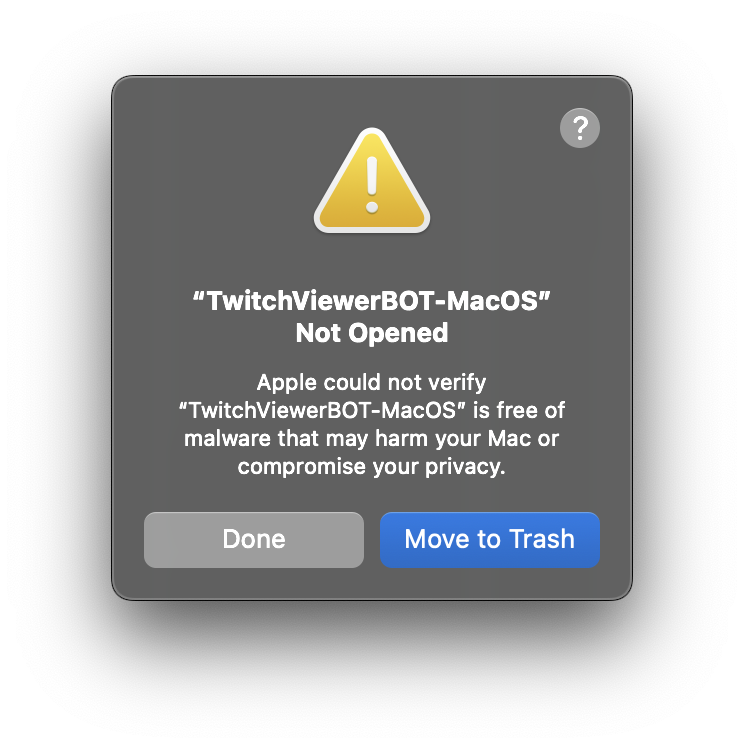 ?
“TwitchViewerBOT-MacOS”
Not Opened
Apple could not verify
“TwitchViewerBOT-MacOS” is free of
malware that may harm your Mac or
compromise your privacy.
Done
Move to Trash